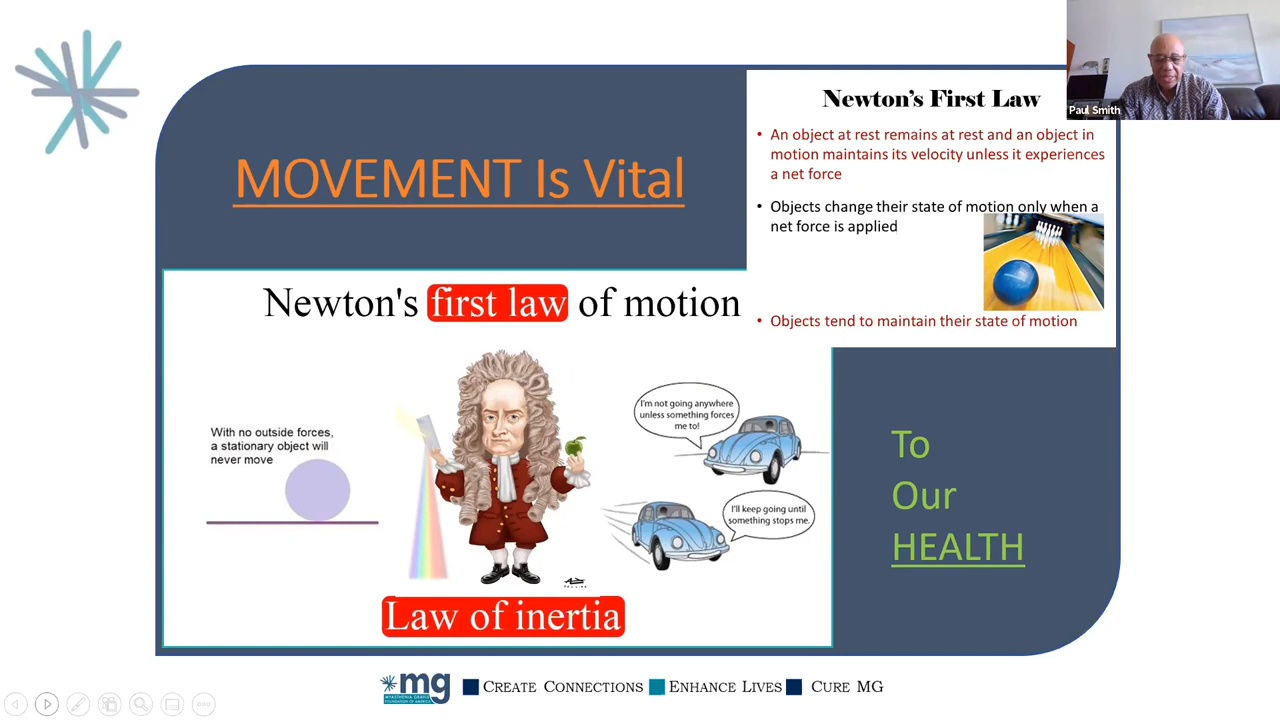 Paul Smith
MOVEMENT Is Vital
Newton's First Law
• An object at rest remains at rest and an object in
motion maintains its velocity unless it experiences
a net force
• Objects change their state of motion only when a
net force is applied
• Objects tend to maintain their state of motion
Newton's first law of motion
With no outside forces,
a stationary object will
never move
I'm not going anywhere
unless something forces
me to!
I'll keep going until
something stops me.
Law of inertia
To
Our
HEALTH
mg
MYASTHENIA GRAVIS
FOUNDATION OF AMERICA
CREATE CONNECTIONS ENHANCE LIVES CURE MG